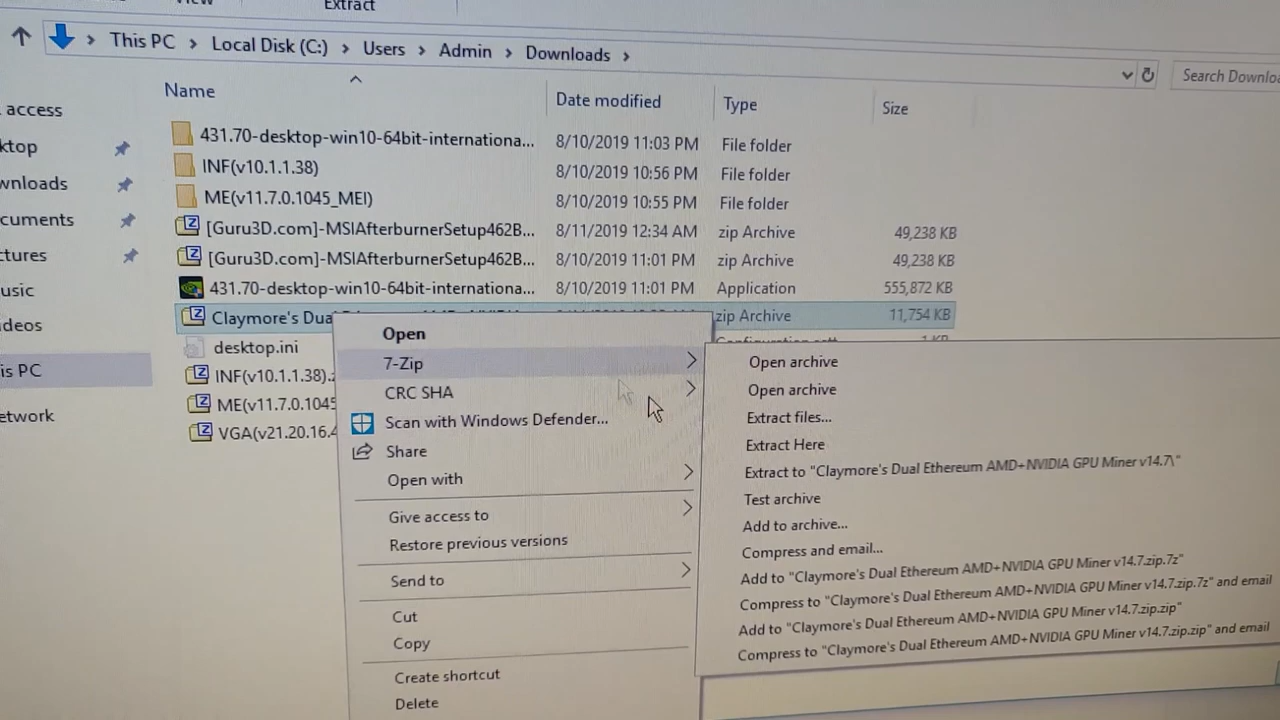 View
Extract
This PC > Local Disk (C:) > Users > Admin > Downloads >
Search Downlo
Name
Date modified
Type
Size
access
ktop
wnloads
cuments
ctures
usic
deos
is PC
etwork
431.70-desktop-win10-64bit-internationa... 8/10/2019 11:03 PM File folder
INF(v10.1.1.38) 8/10/2019 10:56 PM File folder
ME(v11.7.0.1045_MEI) 8/10/2019 10:55 PM File folder
[Guru3D.com]-MSIAfterburnerSetup462B... 8/11/2019 12:34 AM zip Archive 49,238 KB
[Guru3D.com]-MSIAfterburnerSetup462B... 8/10/2019 11:01 PM zip Archive 49,238 KB
431.70-desktop-win10-64bit-internationa... 8/10/2019 11:01 PM Application 555,872 KB
Claymore's Dua zip Archive 11,754 KB
desktop.ini
INF(v10.1.1.38).z
ME(v11.7.0.1045
VGA(v21.20.16.4
Open
7-Zip
CRC SHA
Scan with Windows Defender...
Share
Open with
Give access to
Restore previous versions
Send to
Cut
Copy
Create shortcut
Delete
Open archive
Open archive
Extract files...
Extract Here
Extract to "Claymore's Dual Ethereum AMD+NVIDIA GPU Miner v14.7\"
Test archive
Add to archive...
Compress and email...
Add to "Claymore's Dual Ethereum AMD+NVIDIA GPU Miner v14.7.zip.7z"
Compress to "Claymore's Dual Ethereum AMD+NVIDIA GPU Miner v14.7.zip.7z" and email
Add to "Claymore's Dual Ethereum AMD+NVIDIA GPU Miner v14.7.zip.zip"
Compress to "Claymore's Dual Ethereum AMD+NVIDIA GPU Miner v14.7.zip.zip" and email